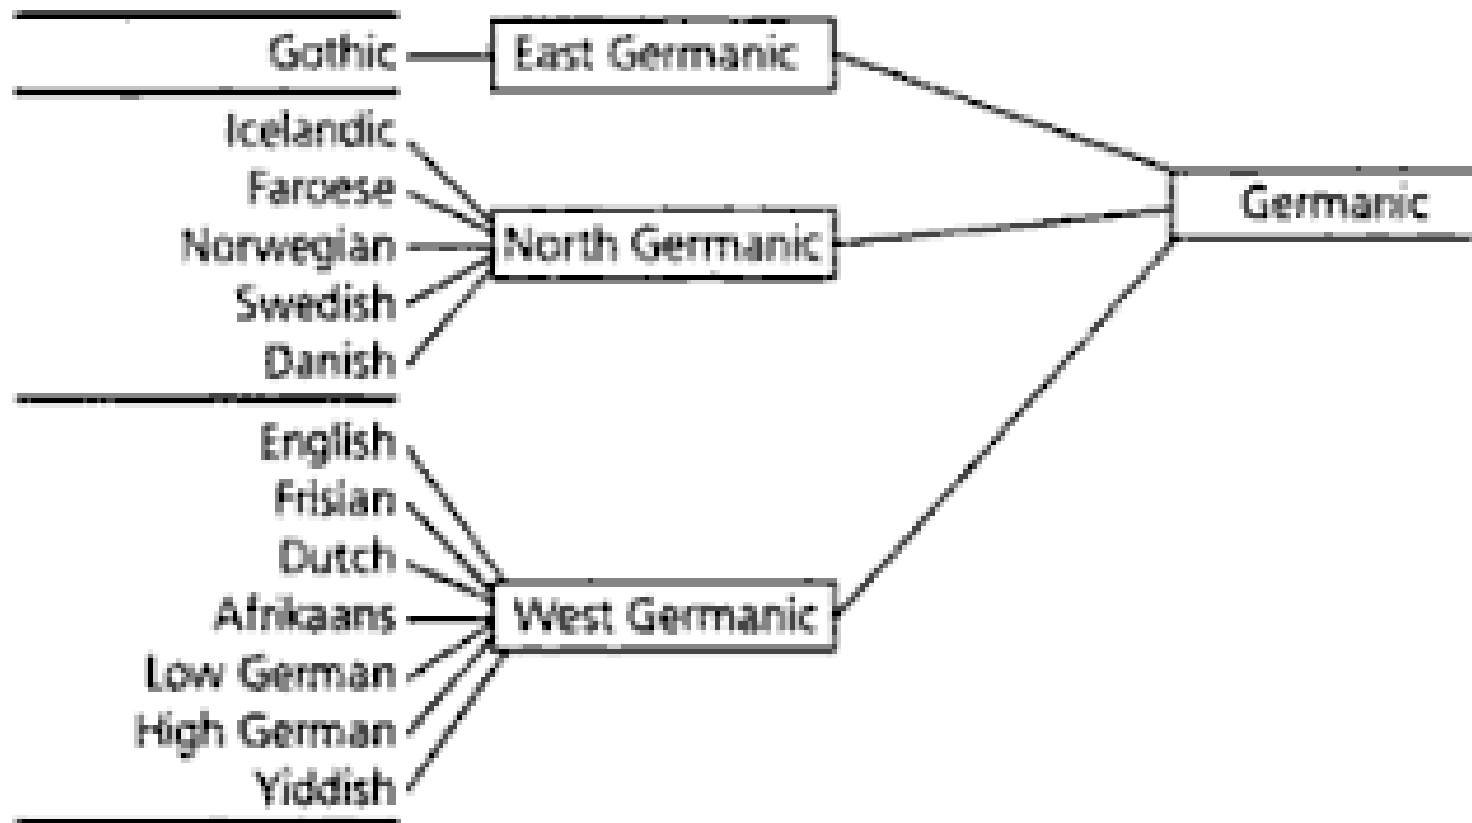 Gothic East Germanic
Icelandic
Faroese
Germanic
Norwegian North Germanic
Swedish
Danish
English
Frisian
Dutch
Afrikaans West Germanic
Low German
High German
Yiddish